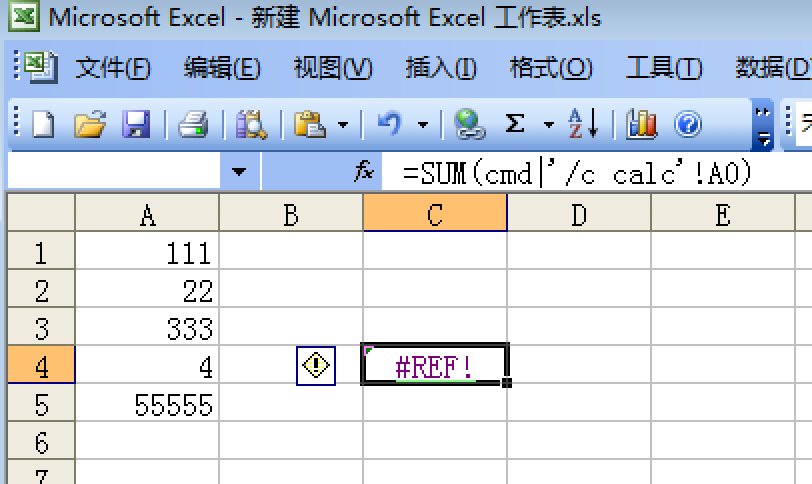 Microsoft Excel - 新建 Microsoft Excel 工作表.xls
文件(F) 编辑(E) 视图(V) 插入(I) 格式(O) 工具(T) 数据(D
fx =SUM(cmd|'/c calc'!A0)
A B C D E
1 111
2 22
3 333
4 4 #REF!
5 55555
6
7